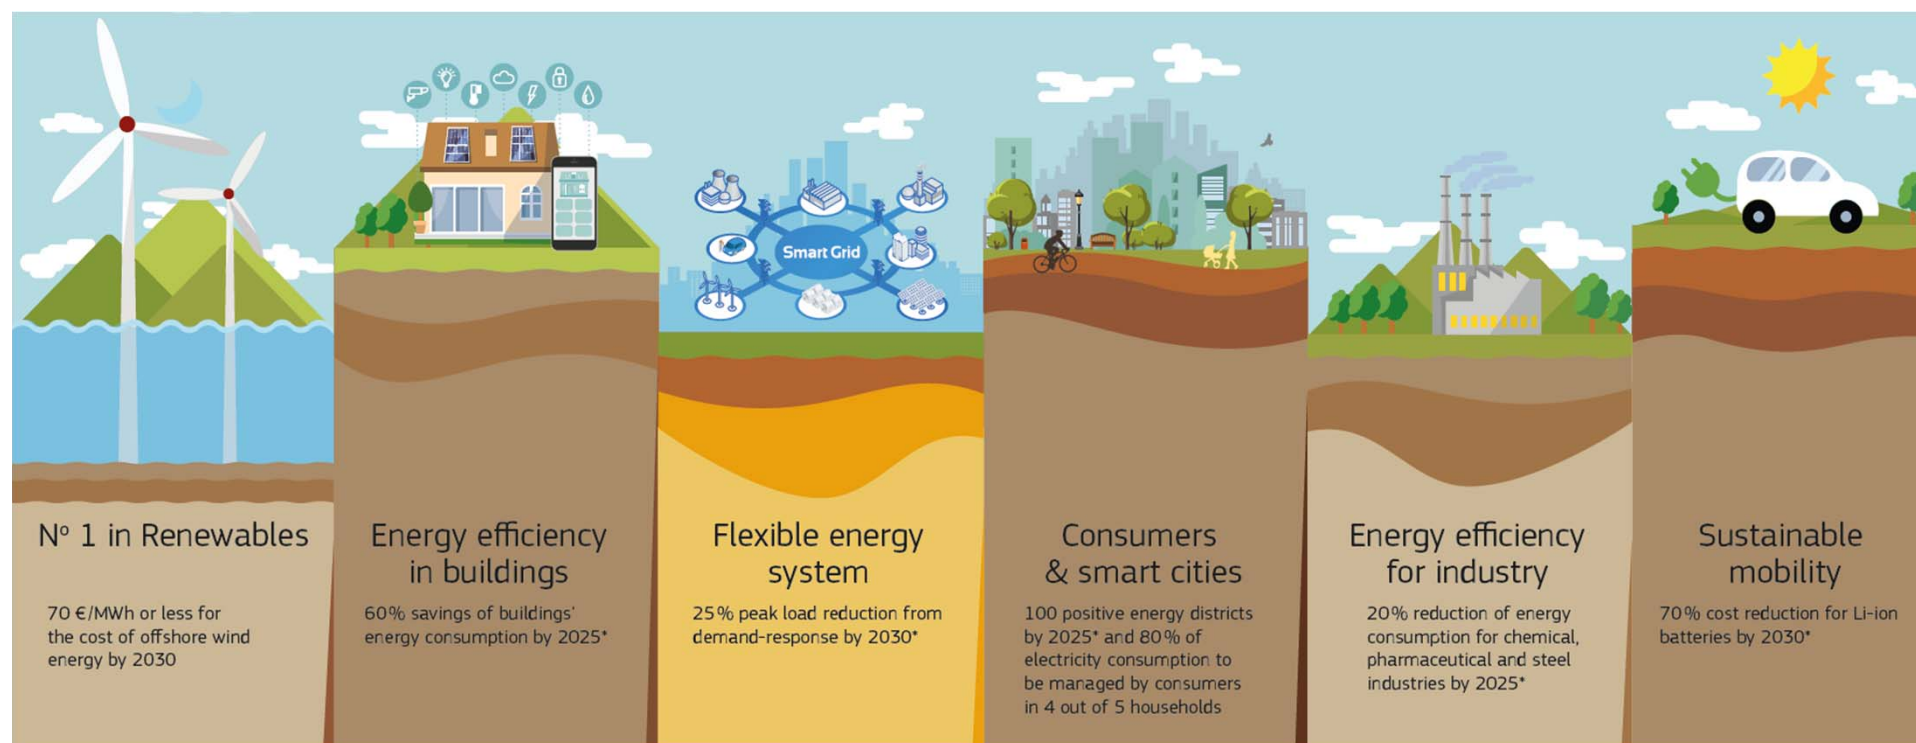 Smart Grid
Nº 1 in Renewables
70 €/MWh or less for
the cost of offshore wind
energy by 2030
Energy efficiency
in buildings
60% savings of buildings'
energy consumption by 2025*
Flexible energy
system
25% peak load reduction from
demand-response by 2030*
Consumers
& smart cities
100 positive energy districts
by 2025* and 80% of
electricity consumption to
be managed by consumers
in 4 out of 5 households
Energy efficiency
for industry
20% reduction of energy
consumption for chemical,
pharmaceutical and steel
industries by 2025*
Sustainable
mobility
70% cost reduction for Li-ion
batteries by 2030*